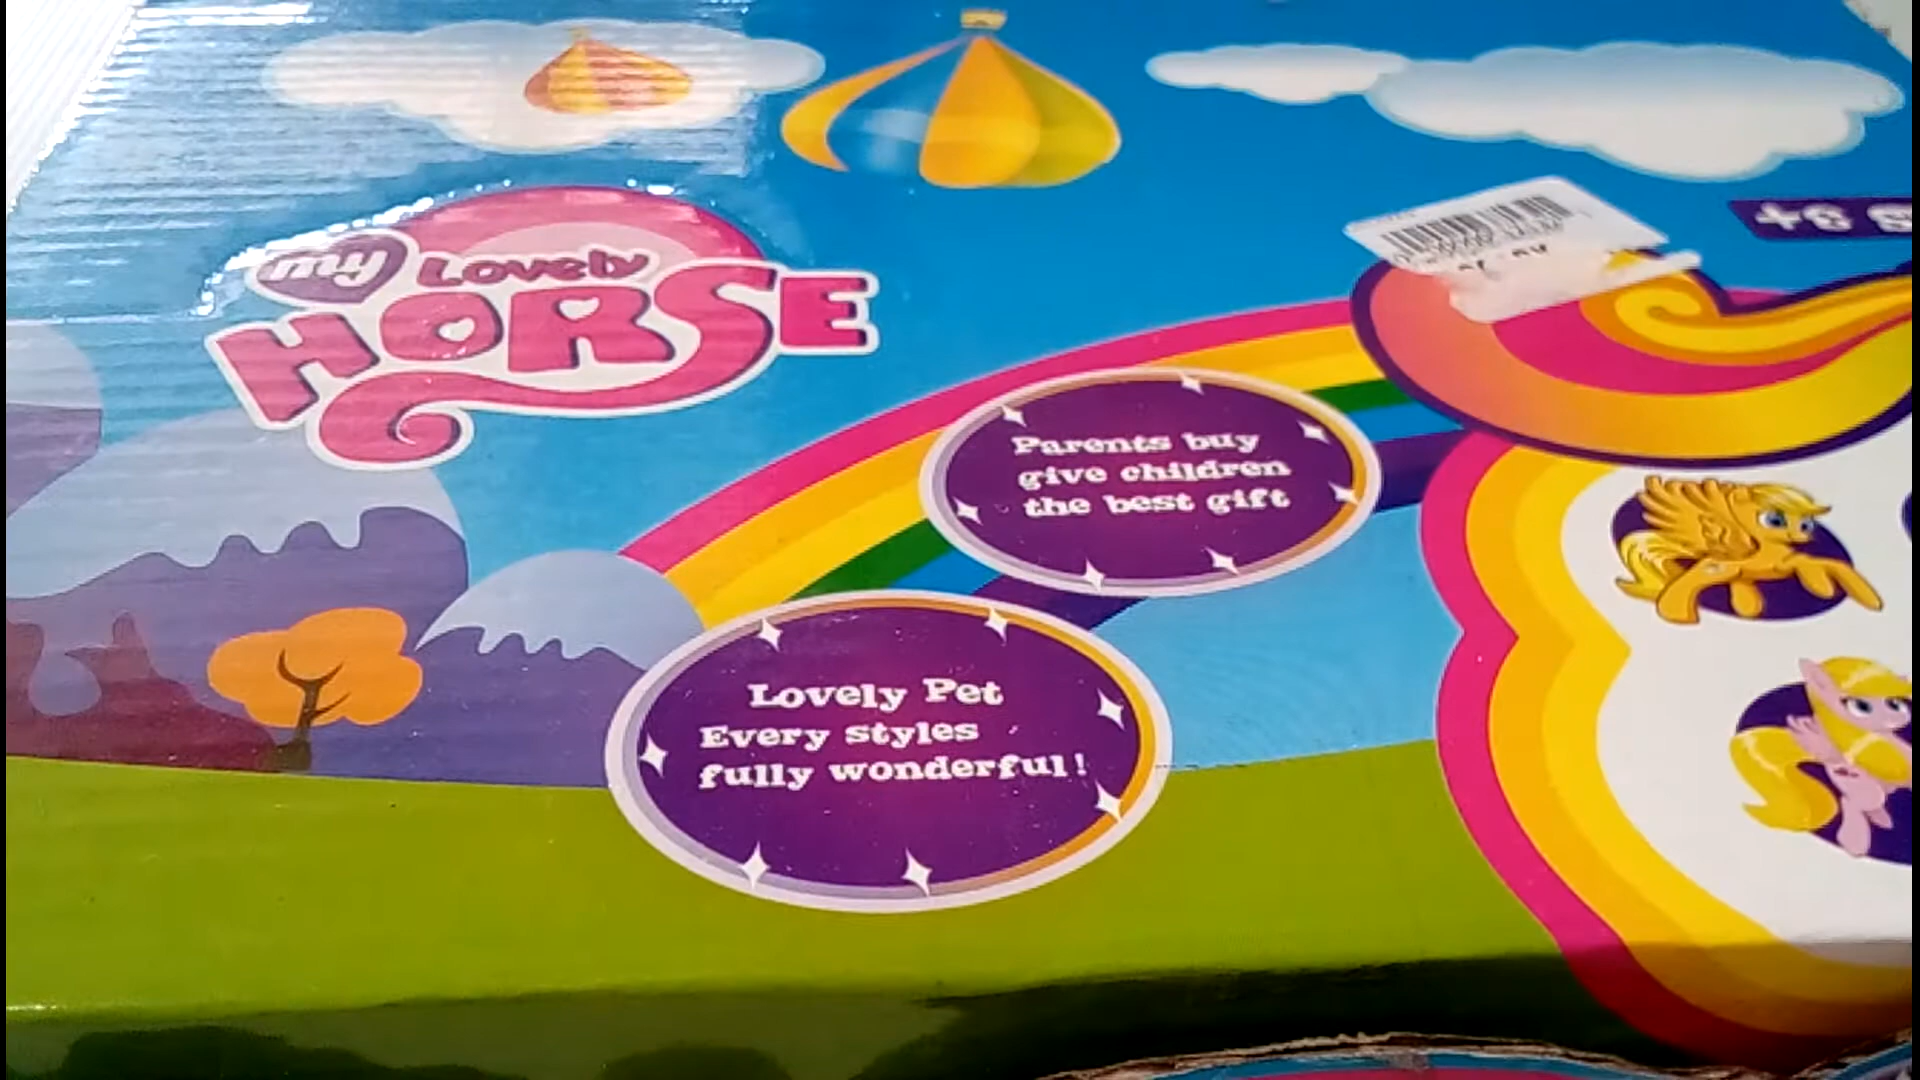 my Lovely
HORSE
Parents buy
give children
the best gift
Lovely Pet
Every styles
fully wonderful!